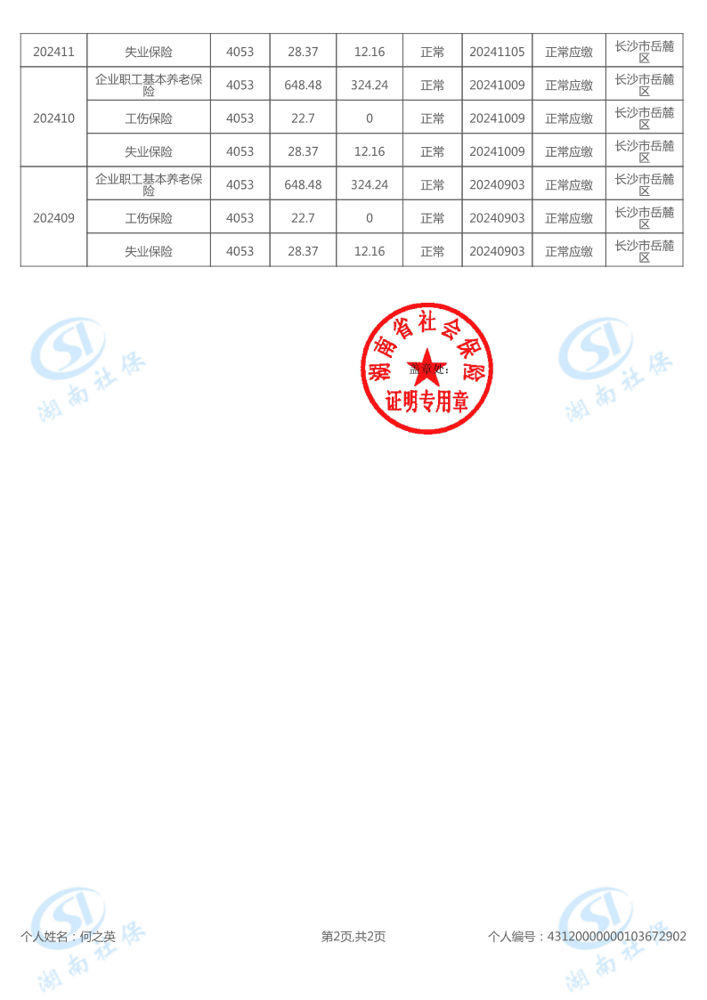 202411 失业保险 4053 28.37 12.16 正常 20241105 正常应缴 长沙市岳麓区
202410 企业职工基本养老保险 4053 648.48 324.24 正常 20241009 正常应缴 长沙市岳麓区
工伤保险 4053 22.7 0 正常 20241009 正常应缴 长沙市岳麓区
失业保险 4053 28.37 12.16 正常 20241009 正常应缴 长沙市岳麓区
202409 企业职工基本养老保险 4053 648.48 324.24 正常 20240903 正常应缴 长沙市岳麓区
工伤保险 4053 22.7 0 正常 20240903 正常应缴 长沙市岳麓区
失业保险 4053 28.37 12.16 正常 20240903 正常应缴 长沙市岳麓区
SI 湖南社保
湖南省社会保险
盖章处:
证明专用章
SI 湖南社保
SI 湖南社保
SI 湖南社保
个人姓名：何之英 第2页,共2页 个人编号：43120000000103672902